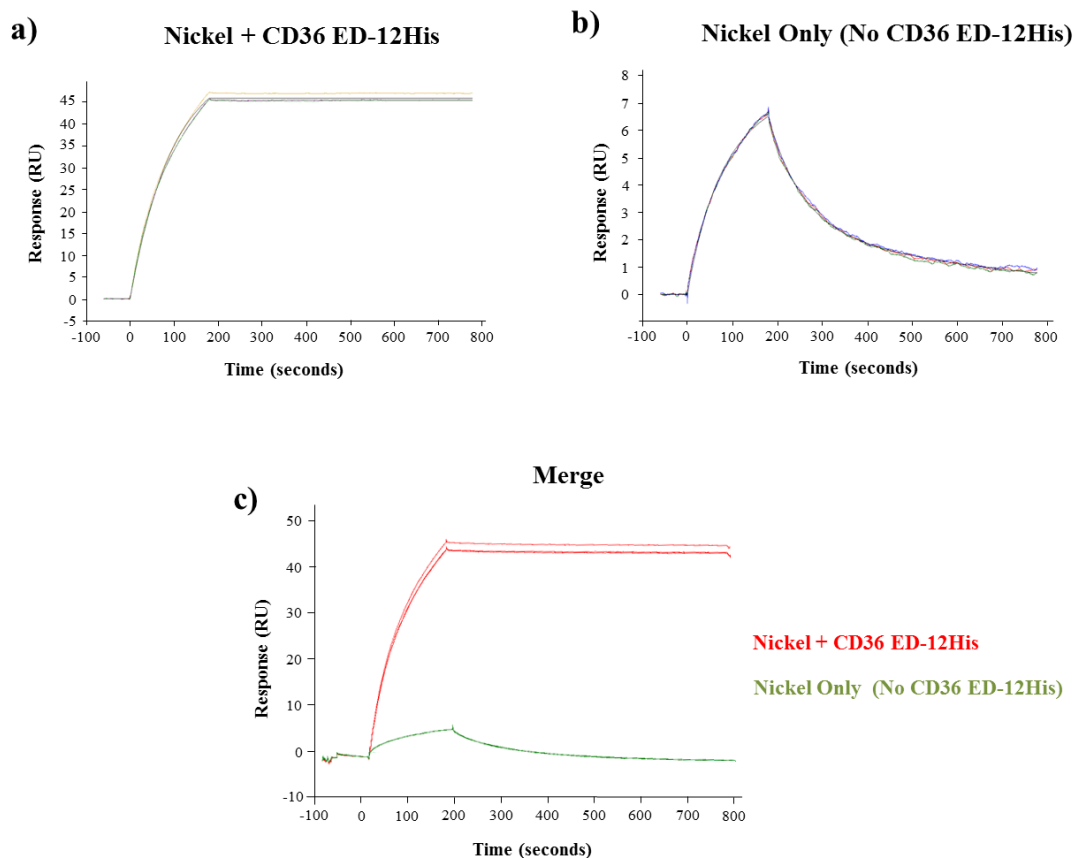 a)
Nickel + CD36 ED-12His
45
40
35
30
25
20
15
10
5
0
-5
-100 0 100 200 300 400 500 600 700 800
Response (RU)
Time (seconds)
b)
Nickel Only (No CD36 ED-12His)
8
7
6
5
4
3
2
1
0
-100 0 100 200 300 400 500 600 700 800
Response (RU)
Time (seconds)
Merge
c)
50
40
30
20
10
0
-10
-100 0 100 200 300 400 500 600 700 800
Response (RU)
Time (seconds)
Nickel + CD36 ED-12His
Nickel Only (No CD36 ED-12His)